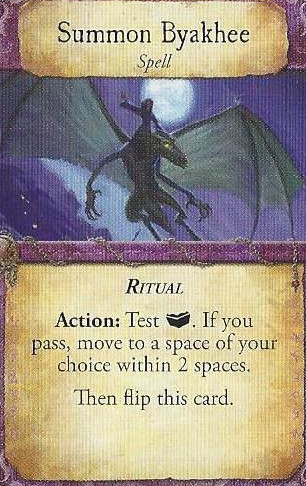 Summon Byakhee
Spell
RITUAL
Action: Test . If you
pass, move to a space of your
choice within 2 spaces.
Then flip this card.